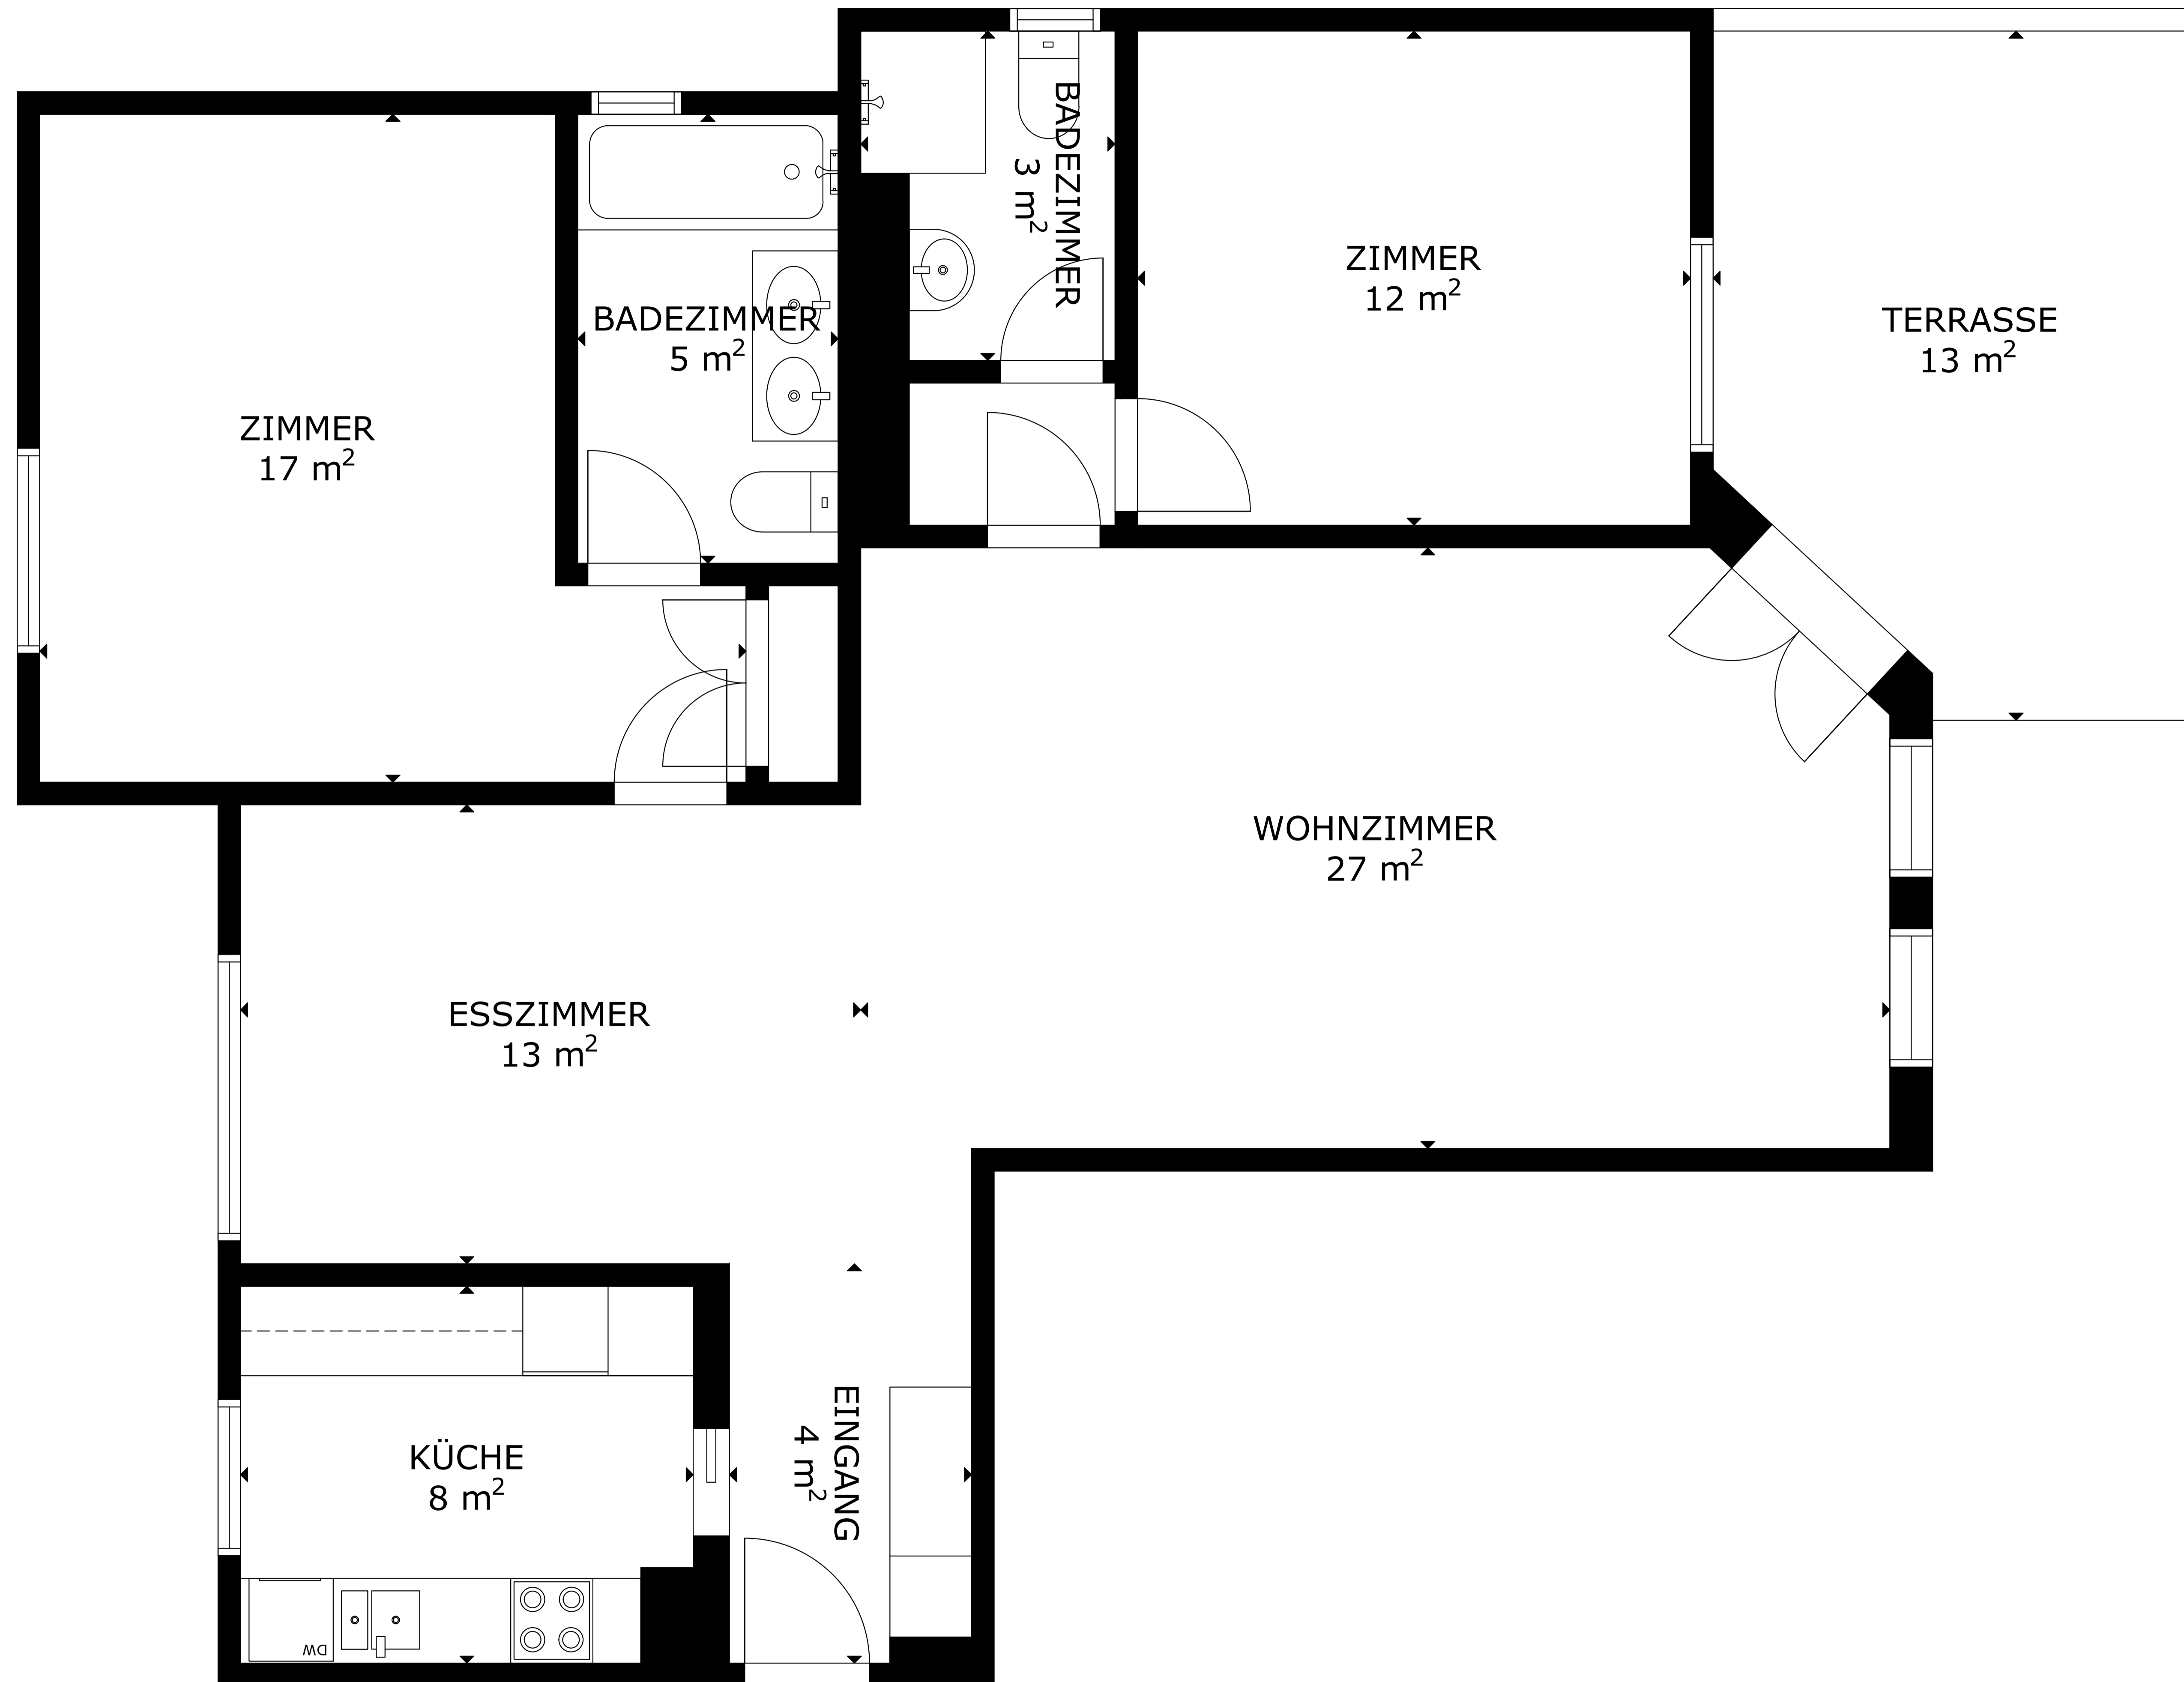 BADEZIMMER
3 m²
ZIMMER
12 m²
TERRASSE
13 m²
BADEZIMMER
5 m²
ZIMMER
17 m²
WOHNZIMMER
27 m²
ESSZIMMER
13 m²
EINGANG
4 m²
KÜCHE
8 m²
DW